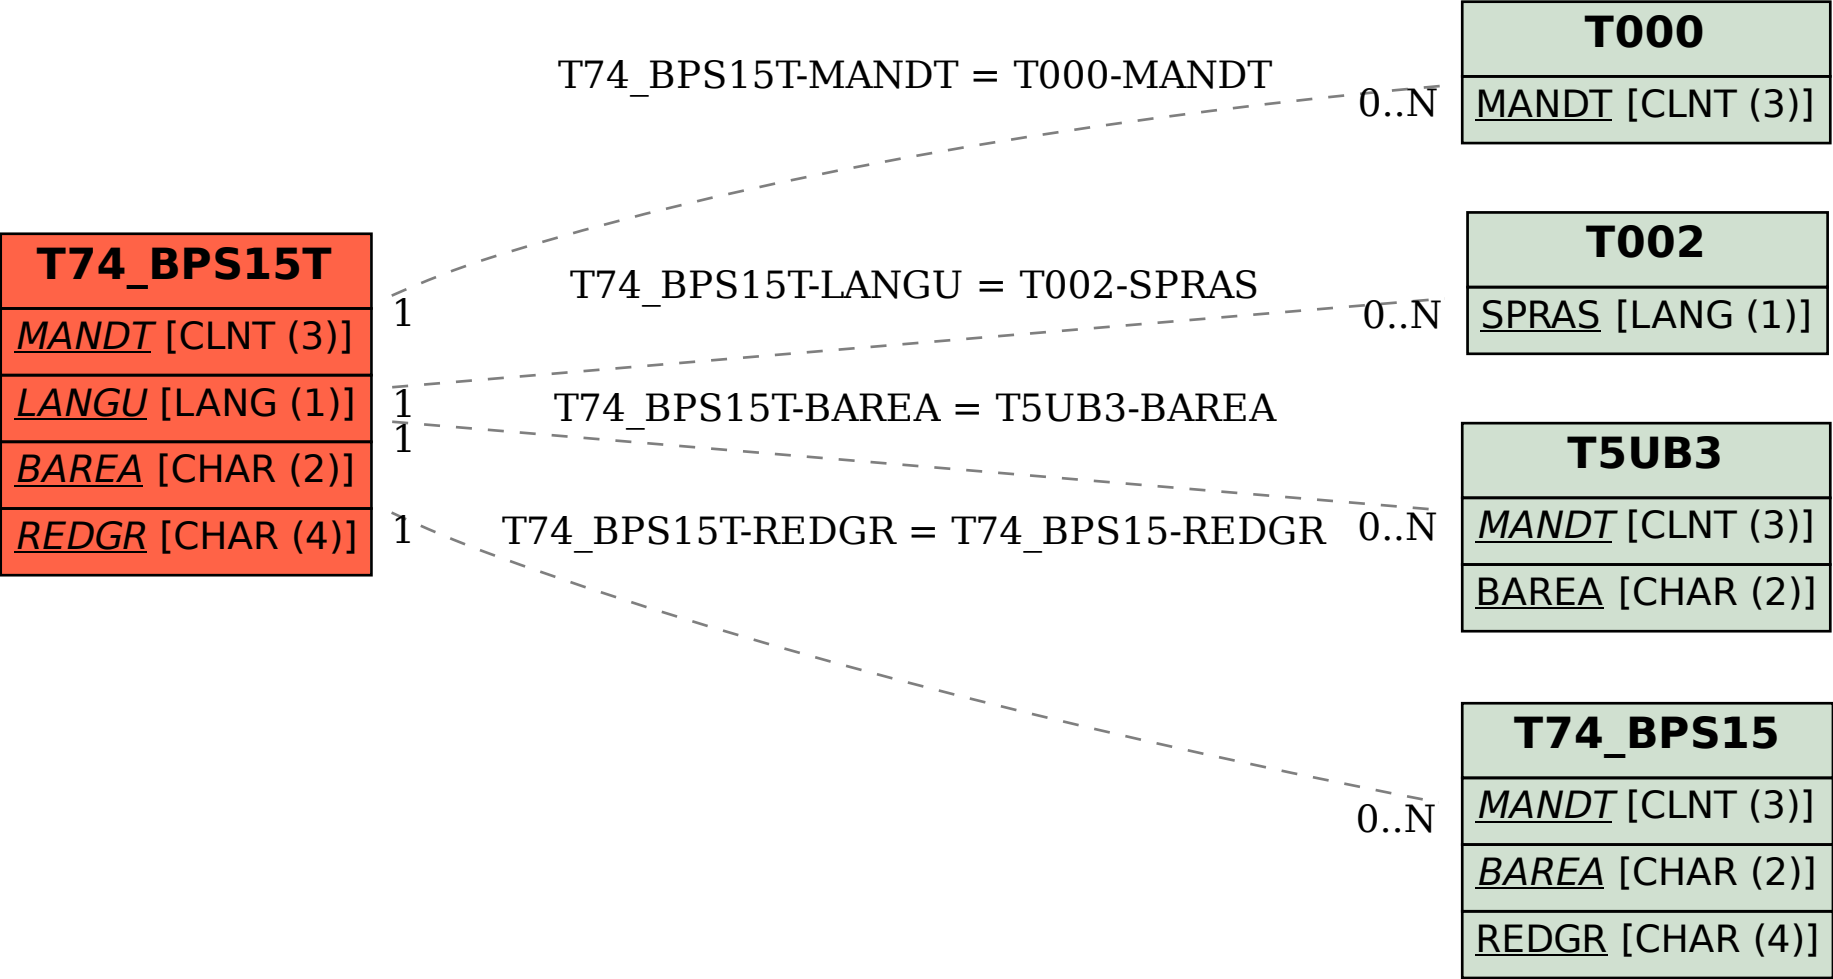 T74_BPS15T
MANDT [CLNT (3)]
LANGU [LANG (1)]
BAREA [CHAR (2)]
REDGR [CHAR (4)]
T74_BPS15T-MANDT = T000-MANDT
1
0..N
T74_BPS15T-LANGU = T002-SPRAS
1
0..N
T74_BPS15T-BAREA = T5UB3-BAREA
1
0..N
T74_BPS15T-REDGR = T74_BPS15-REDGR
1
0..N
T000
MANDT [CLNT (3)]
T002
SPRAS [LANG (1)]
T5UB3
MANDT [CLNT (3)]
BAREA [CHAR (2)]
T74_BPS15
MANDT [CLNT (3)]
BAREA [CHAR (2)]
REDGR [CHAR (4)]